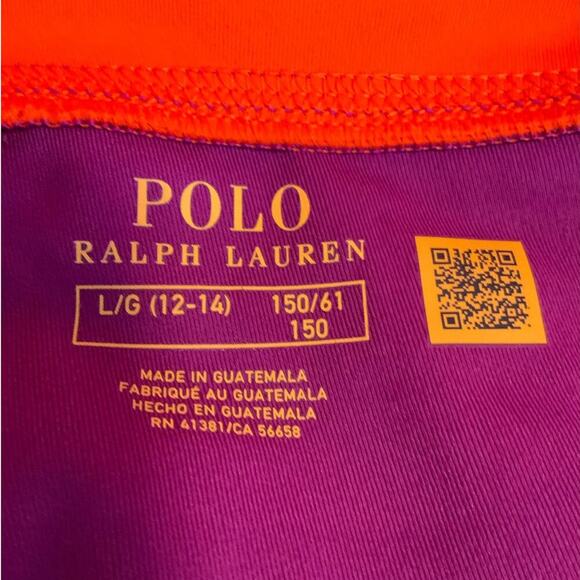 POLO
RALPH LAUREN
L/G (12-14) 150/61
150
MADE IN GUATEMALA
FABRIQUÉ AU GUATEMALA
HECHO EN GUATEMALA
RN 41381/CA 56658